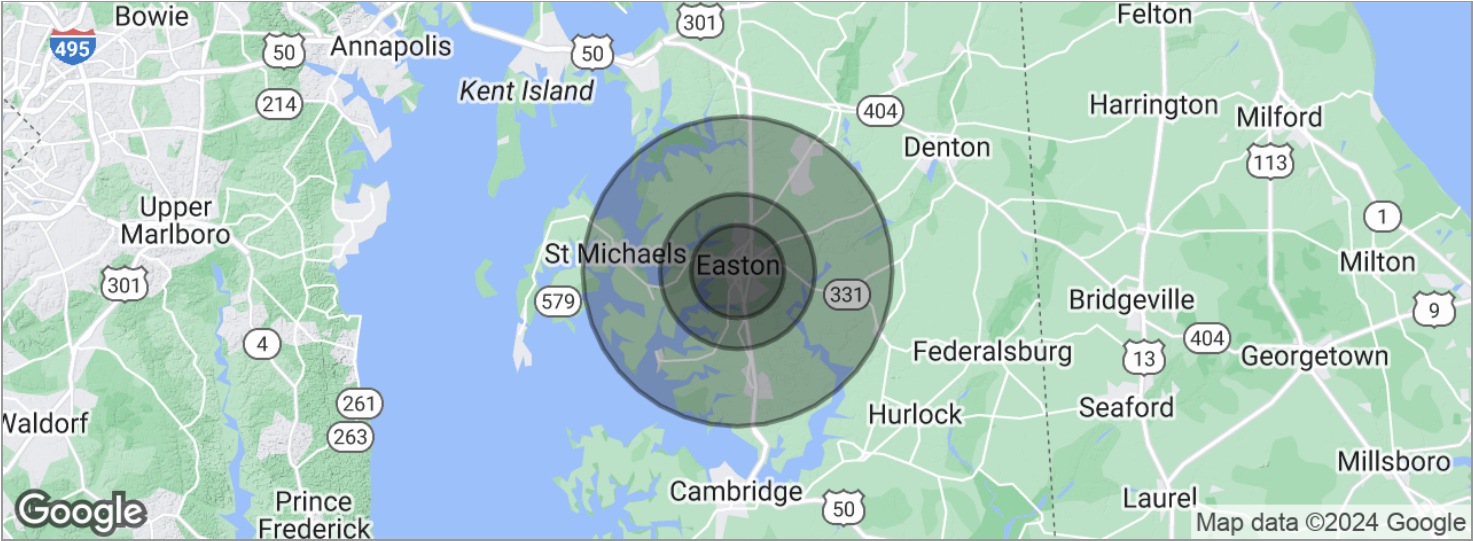 Bowie
301
Felton
495
50
Annapolis
50
Kent Island
214
404
Harrington
Milford
Denton
113
Upper
Marlboro
1
St Michaels
Easton
Milton
301
579
331
Bridgeville
9
4
404
Federalsburg
13
Georgetown
261
Seaford
Waldorf
263
Hurlock
Millsboro
Cambridge
Laurel
Prince
Frederick
50
Google
Map data ©2024 Google